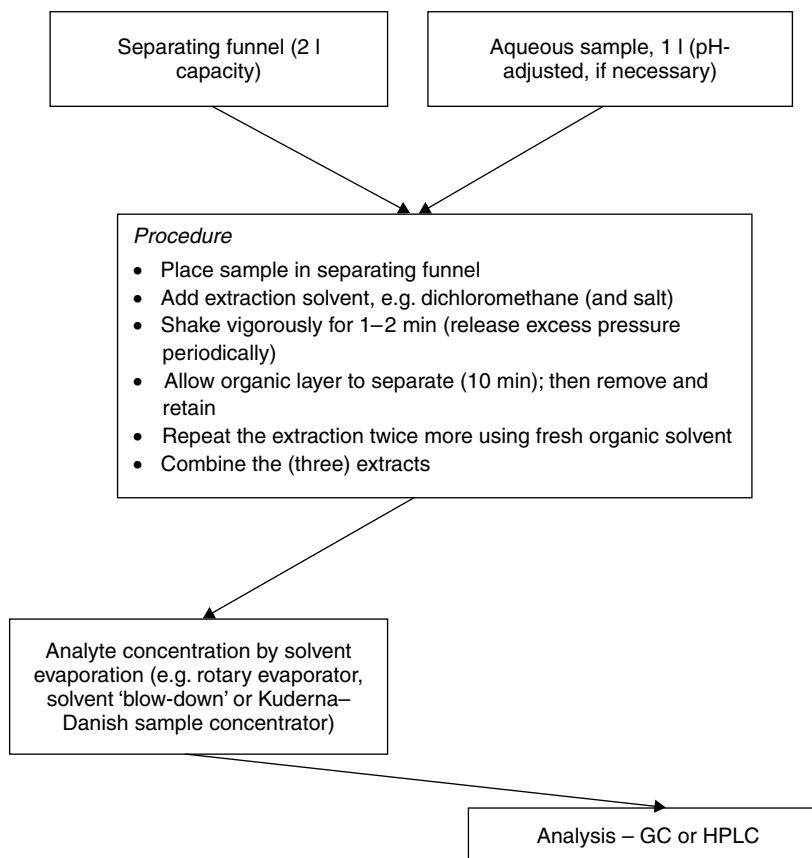 Separating funnel (2 l
capacity)
Aqueous sample, 1 l (pH-
adjusted, if necessary)
Procedure
• Place sample in separating funnel
• Add extraction solvent, e.g. dichloromethane (and salt)
• Shake vigorously for 1–2 min (release excess pressure
periodically)
• Allow organic layer to separate (10 min); then remove and
retain
• Repeat the extraction twice more using fresh organic solvent
• Combine the (three) extracts
Analyte concentration by solvent
evaporation (e.g. rotary evaporator,
solvent ‘blow-down’ or Kuderna–
Danish sample concentrator)
Analysis – GC or HPLC